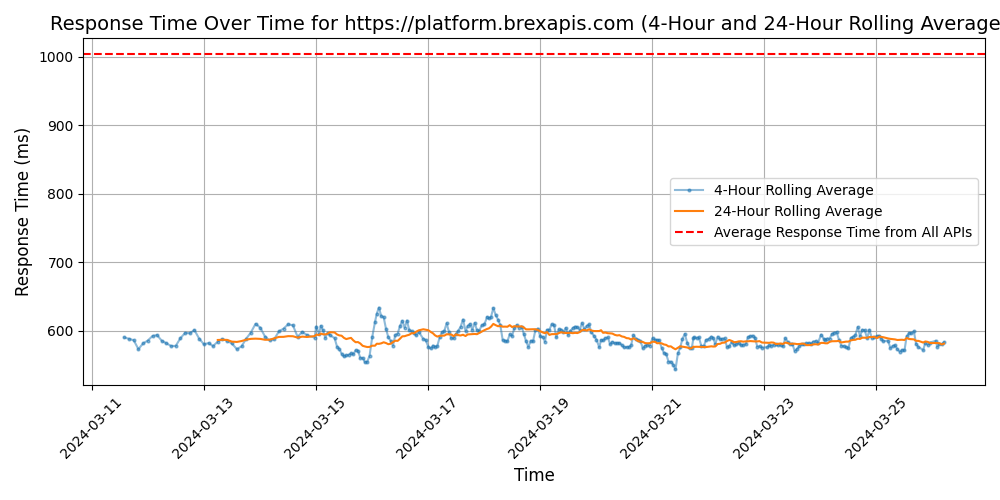 Response Time Over Time for https://platform.brexapis.com (4-Hour and 24-Hour Rolling Average
Response Time (ms)
1000
900
800
700
600
4-Hour Rolling Average
24-Hour Rolling Average
Average Response Time from All APIs
2024-03-11
2024-03-13
2024-03-15
2024-03-17
2024-03-19
2024-03-21
2024-03-23
2024-03-25
Time